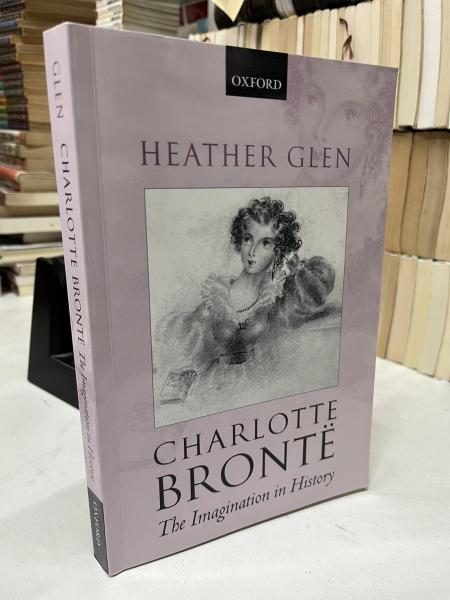 OXFORD
HEATHER GLEN
CHARLOTTE
BRONTË
The Imagination in History
GLEN CHARLOTTE BRONTË The Imagination in History
OXFORD